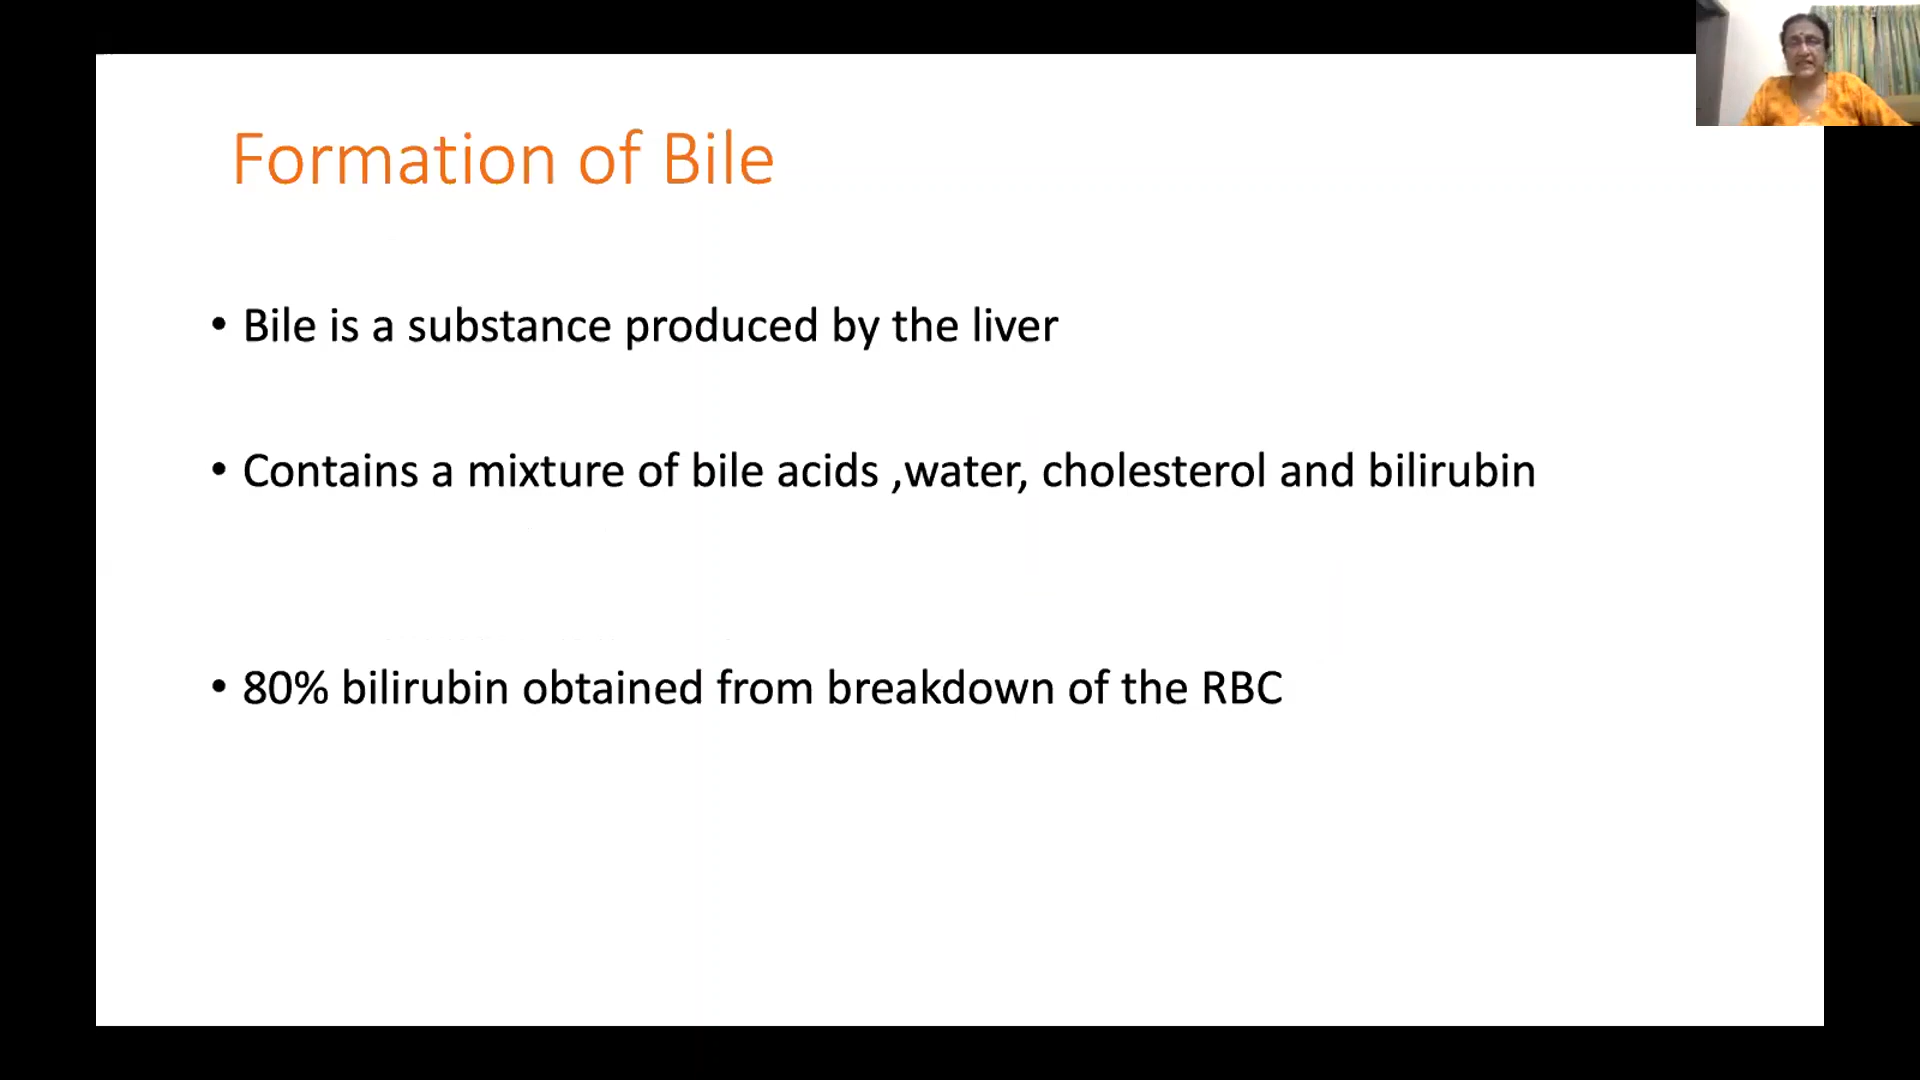 Formation of Bile
• Bile is a substance produced by the liver
• Contains a mixture of bile acids ,water, cholesterol and bilirubin
• 80% bilirubin obtained from breakdown of the RBC